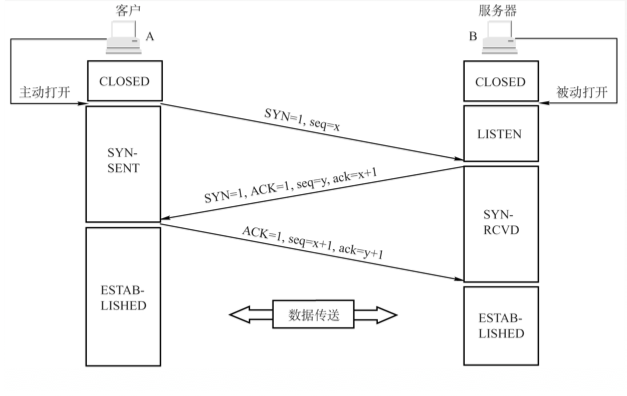 客户
服务器
A
B
主动打开
被动打开
CLOSED
CLOSED
SYN=1, seq=x
LISTEN
SYN-
SENT
SYN=1, ACK=1, seq=y, ack=x+1
SYN-
RCVD
ACK=1, seq=x+1, ack=y+1
ESTAB-
LISHED
数据传送
ESTAB-
LISHED